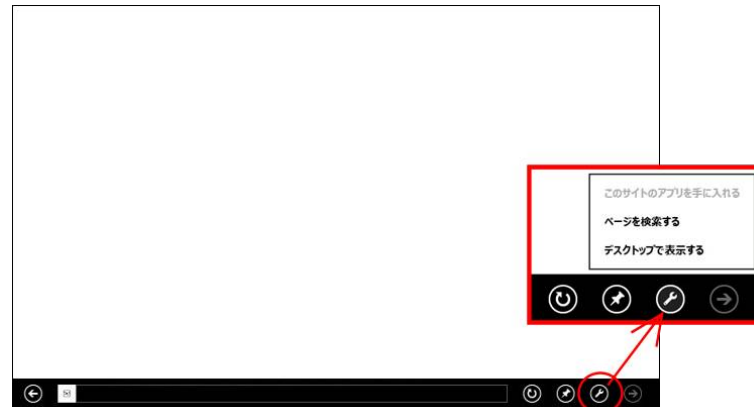 このサイトのアプリを手に入れる
ページを検索する
デスクトップで表示する